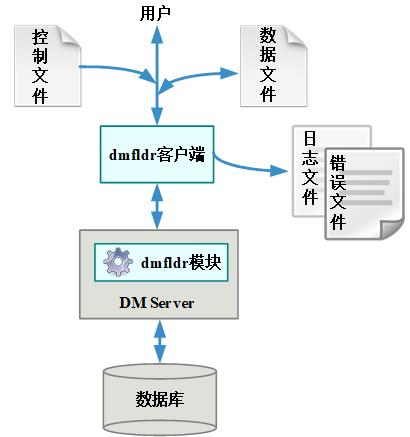 用户
控制文件
数据文件
dmfldr客户端
日志文件
错误文件
dmfldr模块
DM Server
数据库